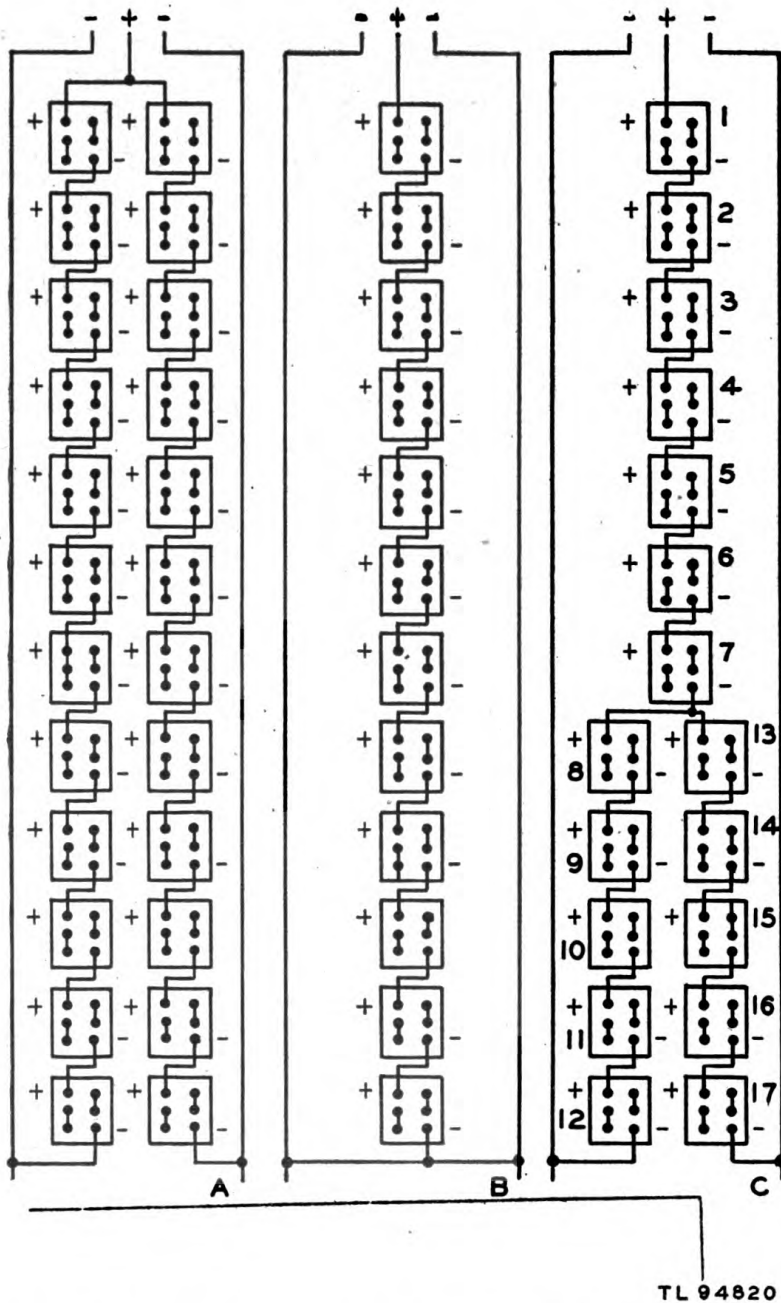 - + - - + - - + -
+ + - - + - + 1 -
+ + - - + - + 2 -
+ + - - + - + 3 -
+ + - - + - + 4 -
+ + - - + - + 5 -
+ + - - + - + 6 -
+ + - - + - + 7 -
+ + - - + - + 8 - + 13 -
+ + - - + - + 9 - 14 -
+ + - - + - + 10 - + 15 -
+ + - - + - + 11 - + 16 -
+ + - - + - + 12 - + 17 -
A B C
TL 94820